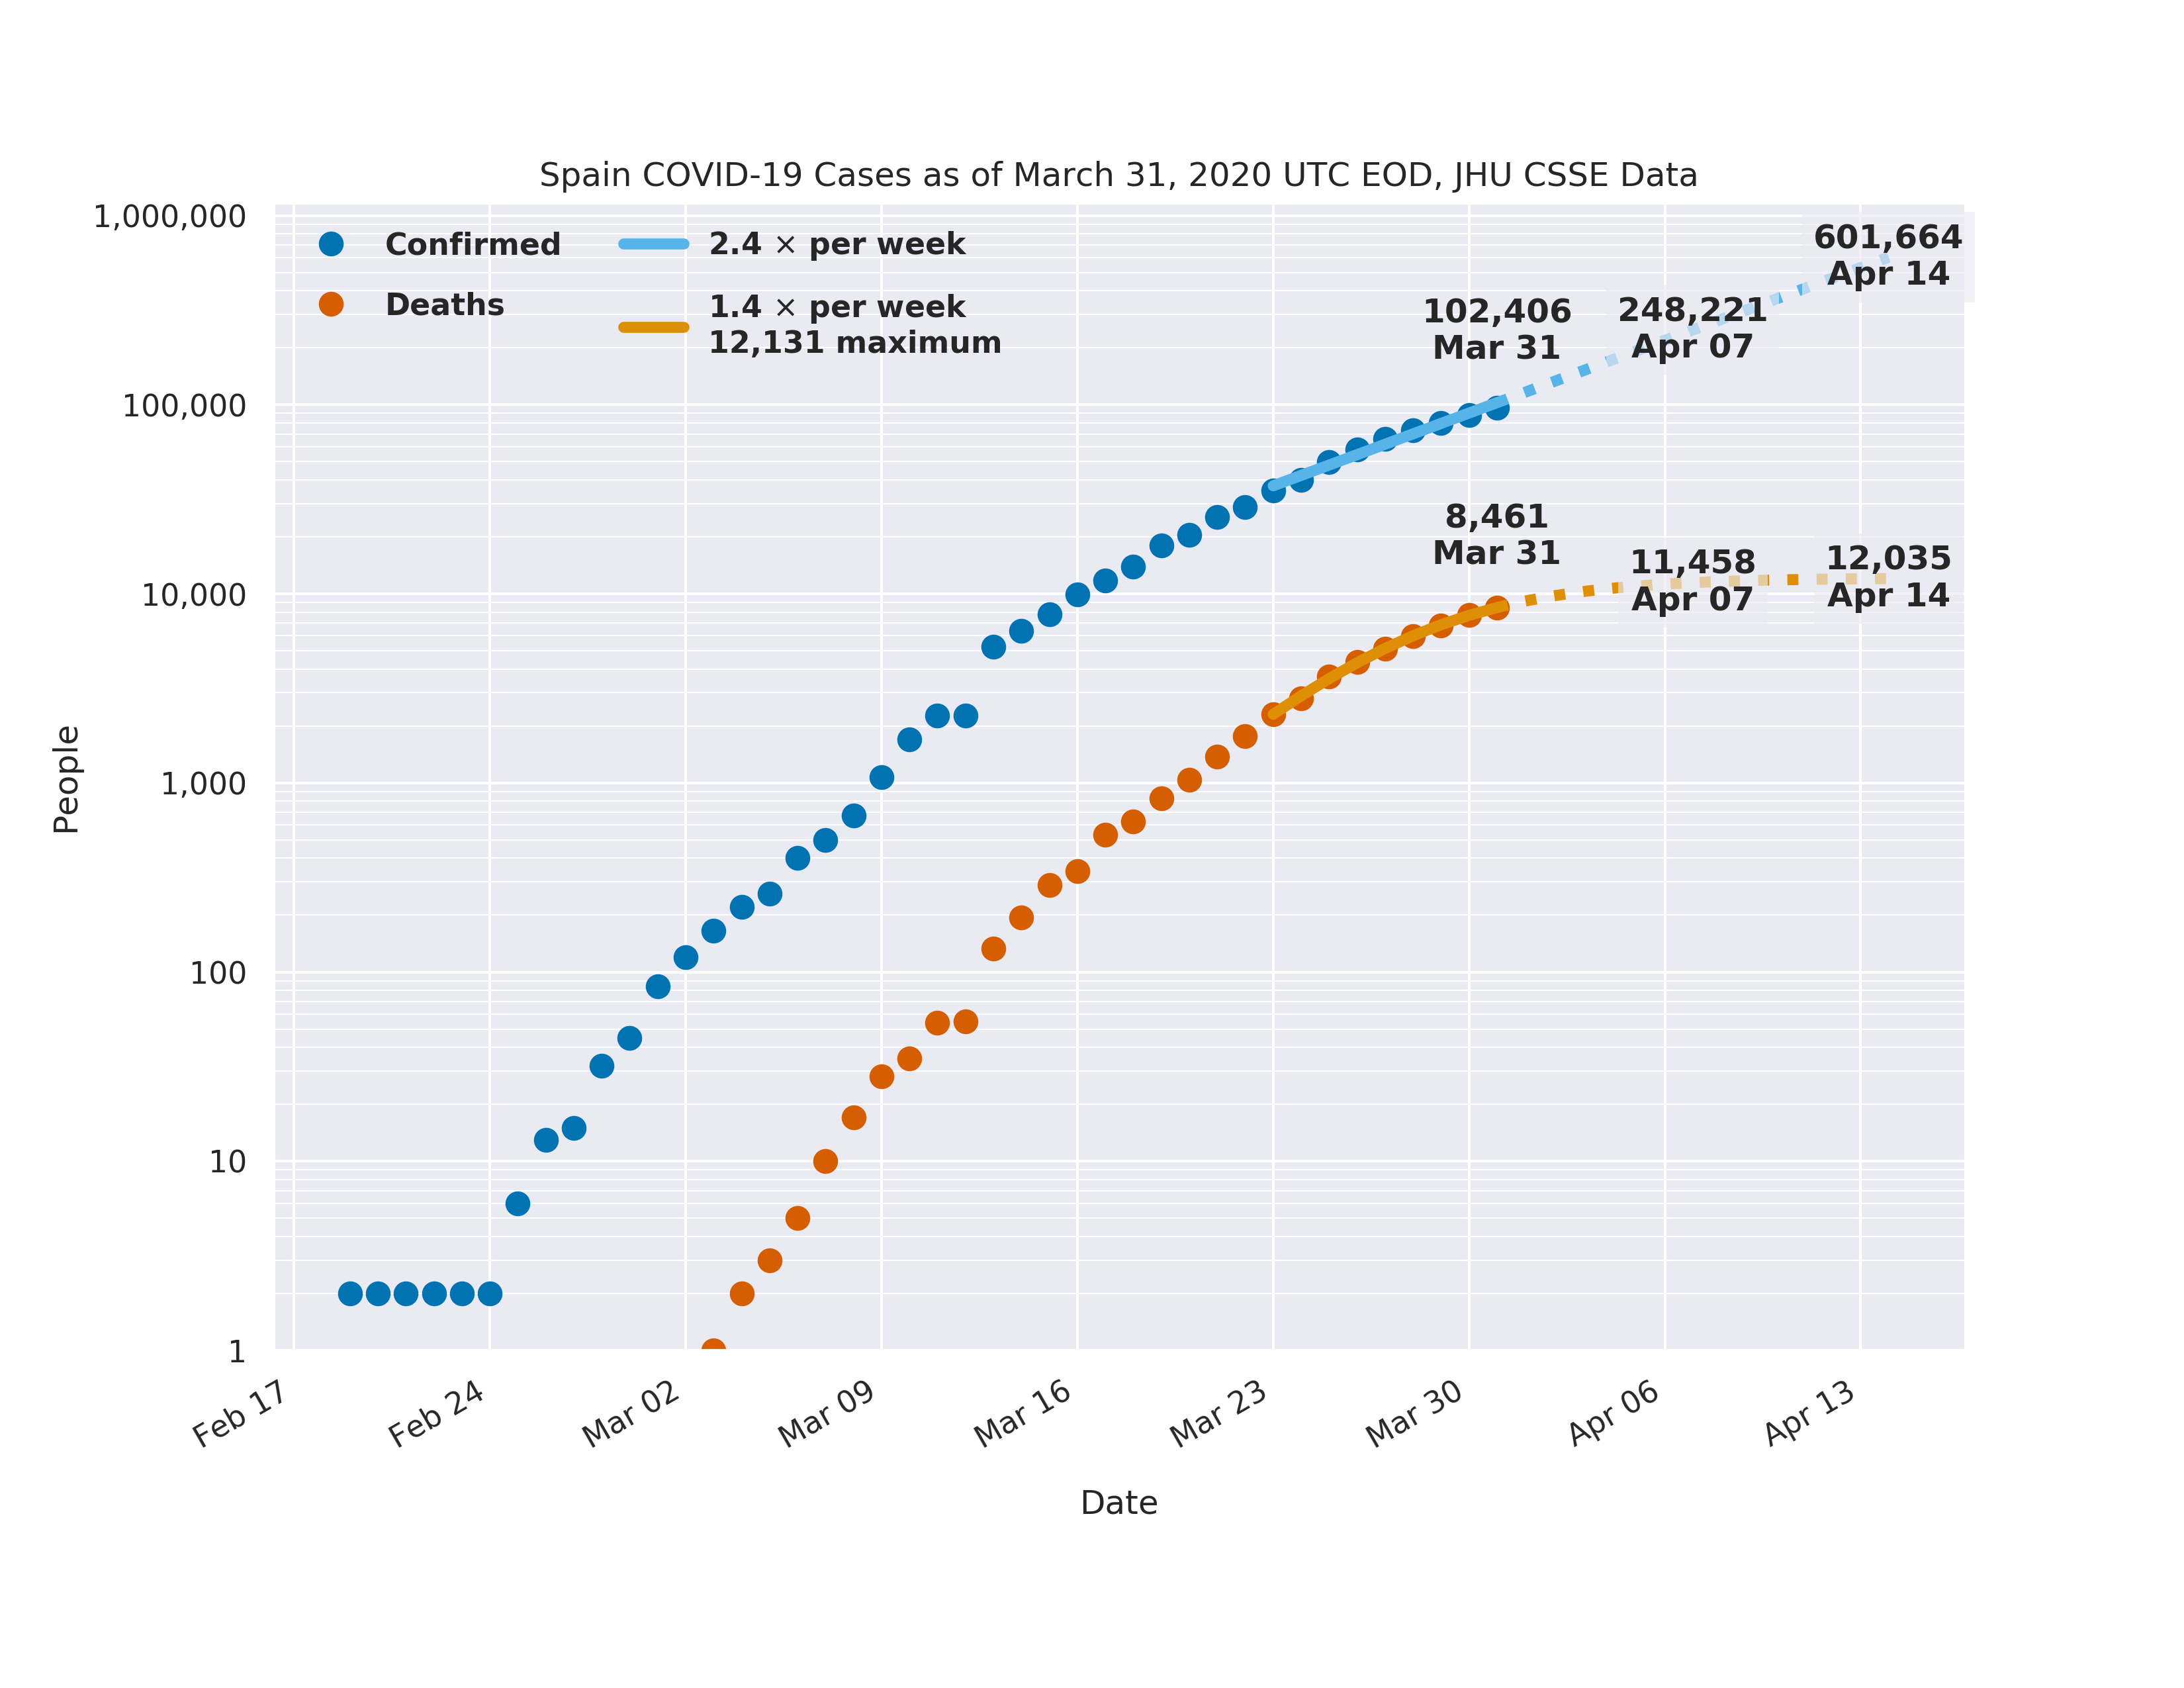 Spain COVID-19 Cases as of March 31, 2020 UTC EOD, JHU CSSE Data
Confirmed
Deaths
2.4 × per week
1.4 × per week
12,131 maximum
102,406
Mar 31
248,221
Apr 07
601,664
Apr 14
8,461
Mar 31
11,458
Apr 07
12,035
Apr 14
People
1,000,000
100,000
10,000
1,000
100
10
1
Feb 17
Feb 24
Mar 02
Mar 09
Mar 16
Mar 23
Mar 30
Apr 06
Apr 13
Date